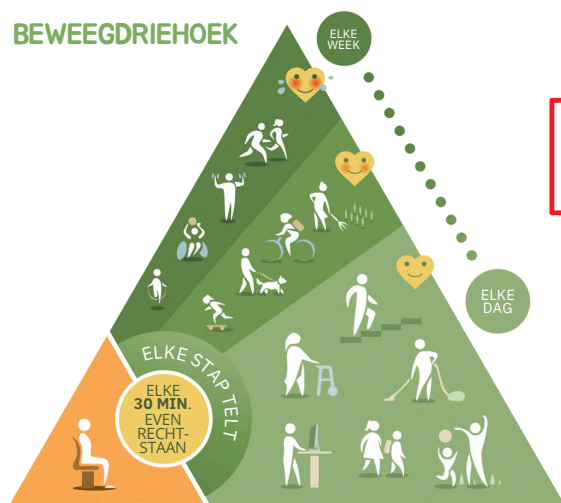 BEWEEGDRIEHOEK
ELKE
WEEK
ELKE
DAG
ELKE STAP TELT
ELKE
30 MIN.
EVEN
RECHT-
STAAN